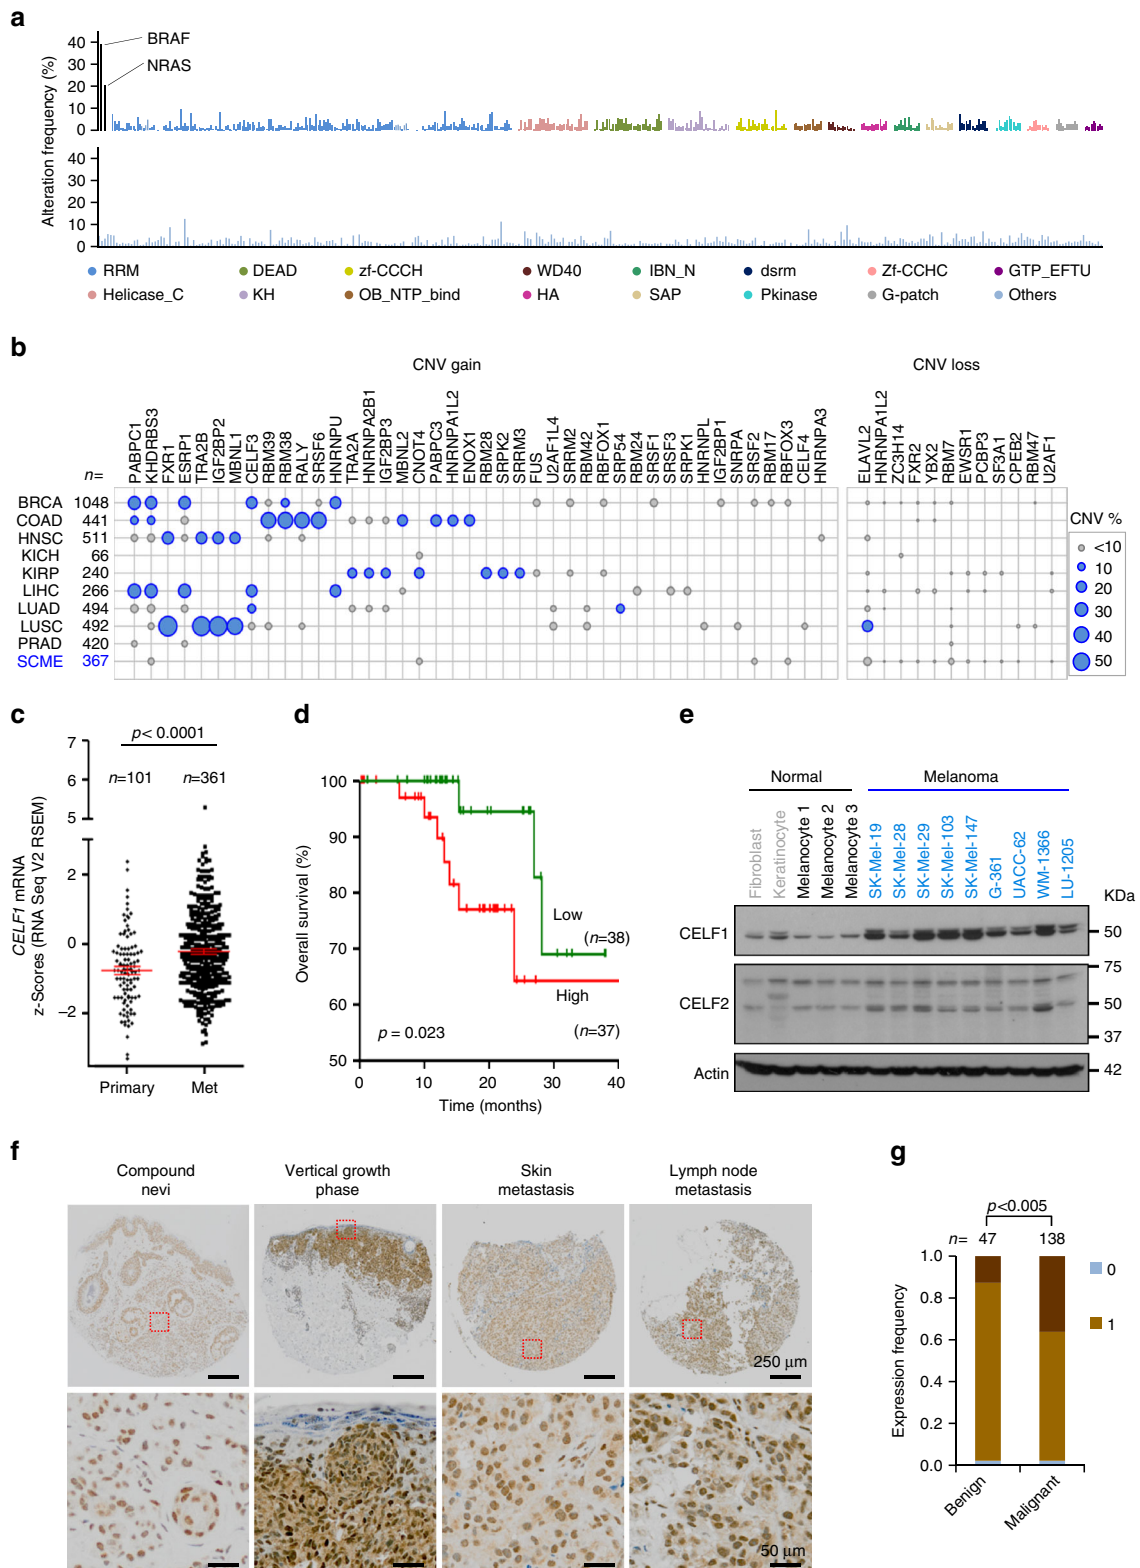 a
Alteration frequency (%)
40
30
20
10
0
BRAF
NRAS
40
30
20
10
0
RRM
DEAD
zf-CCCH
WD40
IBN_N
dsrm
Zf-CCHC
GTP_EFTU
Helicase_C
KH
OB_NTP_bind
HA
SAP
Pkinase
G-patch
Others
b
CNV gain
CNV loss
PABPC1
KHDRBS3
FXR1
ESRP1
TRA2B
IGF2BP2
MBNL1
CELF3
RBM39
RBM38
RALY
SRSF6
HNRNPU
TRA2A
HNRNPA2B1
IGF2BP3
CNOT4
MBNL2
PABPC3
HNRNPA1L2
ENOX1
RBM28
SRPK2
SRRM3
FUS
U2AF1L4
SRRM2
RBM42
RBFOX1
SRP54
RBM24
SRSF1
SRSF3
SRPK1
HNRNPL
IGF2BP1
SNRPA
SRSF2
RBM17
RBFOX3
CELF4
HNRNPA3
ELAVL2
HNRNPA1L2
ZC3H14
FXR2
YBX2
RBM7
EWSR1
PCBP3
SF3A1
CPEB2
RBM47
U2AF1
n=
BRCA 1048
COAD 441
HNSC 511
KICH 66
KIRP 240
LIHC 266
LUAD 494
LUSC 492
PRAD 420
SCME 367
CNV %
<10
10
20
30
40
50
c
p< 0.0001
n=101 n=361
CELF1 mRNA
z-Scores (RNA Seq V2 RSEM)
7
6
5
2
0
−2
Primary Met
d
Overall survival (%)
100
90
80
70
60
50
Low
(n=38)
High
(n=37)
p = 0.023
0 10 20 30 40
Time (months)
e
Normal
Melanoma
Fibroblast
Keratinocyte
Melanocyte 1
Melanocyte 2
Melanocyte 3
SK-Mel-19
SK-Mel-28
SK-Mel-29
SK-Mel-103
SK-Mel-147
G-361
UACC-62
WM-1366
LU-1205
KDa
CELF1
50
CELF2
75
50
37
Actin
42
f
Compound
nevi
Vertical growth
phase
Skin
metastasis
Lymph node
metastasis
250 µm
50 µm
g
p<0.005
n= 47 138
Expression frequency
1.0
0.8
0.6
0.4
0.2
0.0
Benign
Malignant
0
1